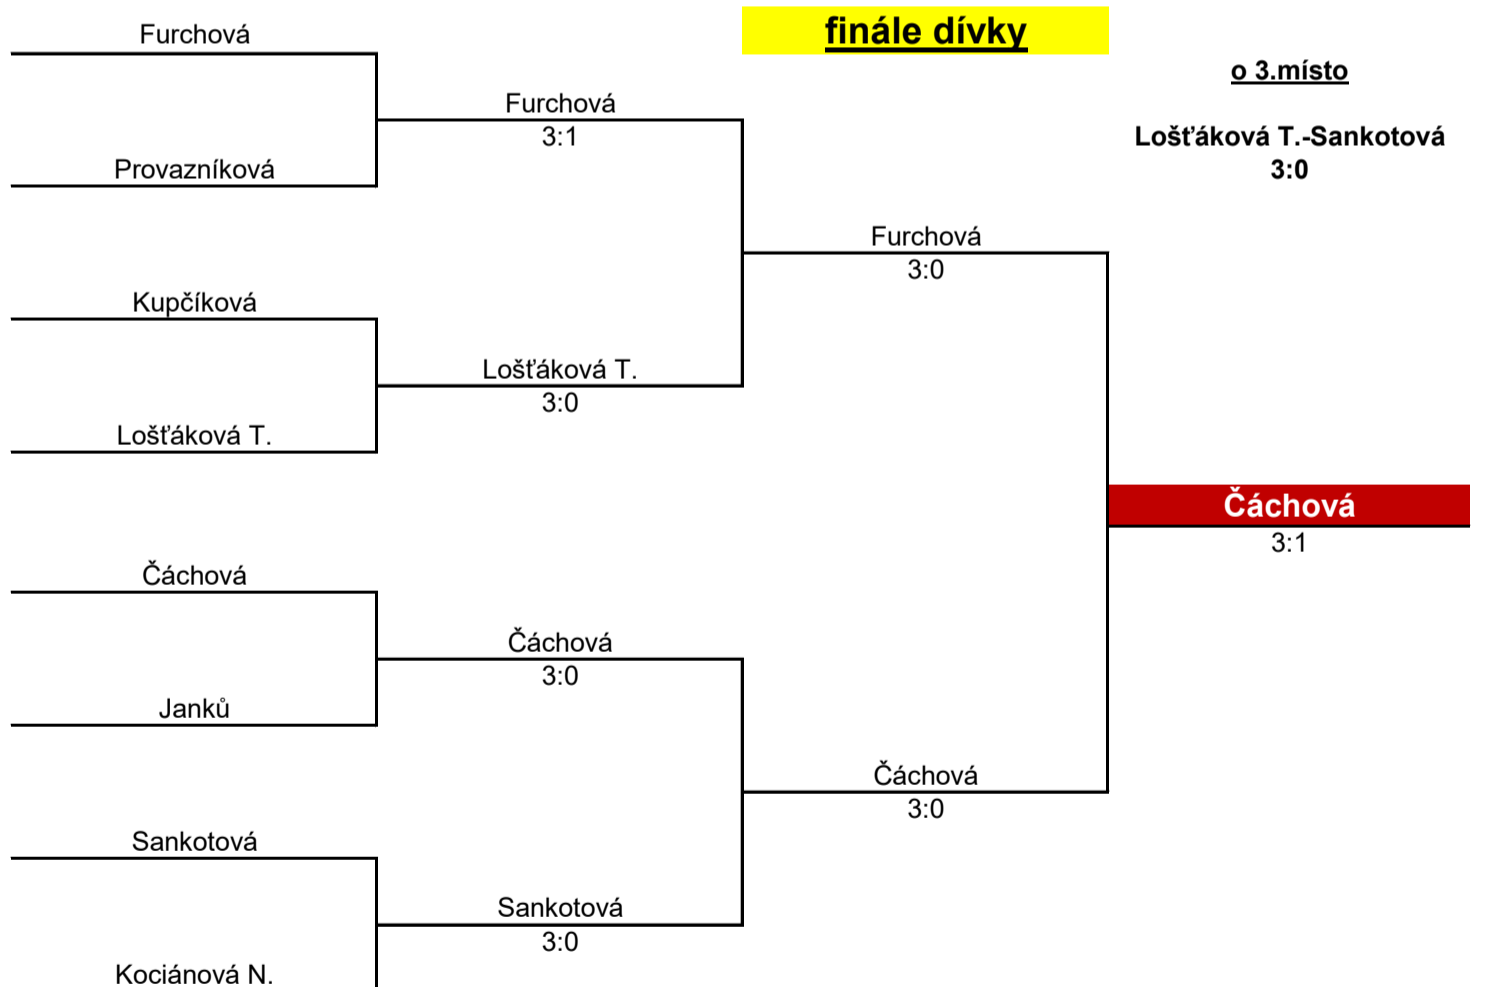 Furchová
finále dívky
o 3.místo
Furchová
3:1
Lošťáková T.-Sankotová
3:0
Provazníková
Furchová
3:0
Kupčíková
Lošťáková T.
3:0
Lošťáková T.
Čáchová
3:1
Čáchová
Čáchová
3:0
Janků
Čáchová
3:0
Sankotová
Sankotová
3:0
Kociánová N.